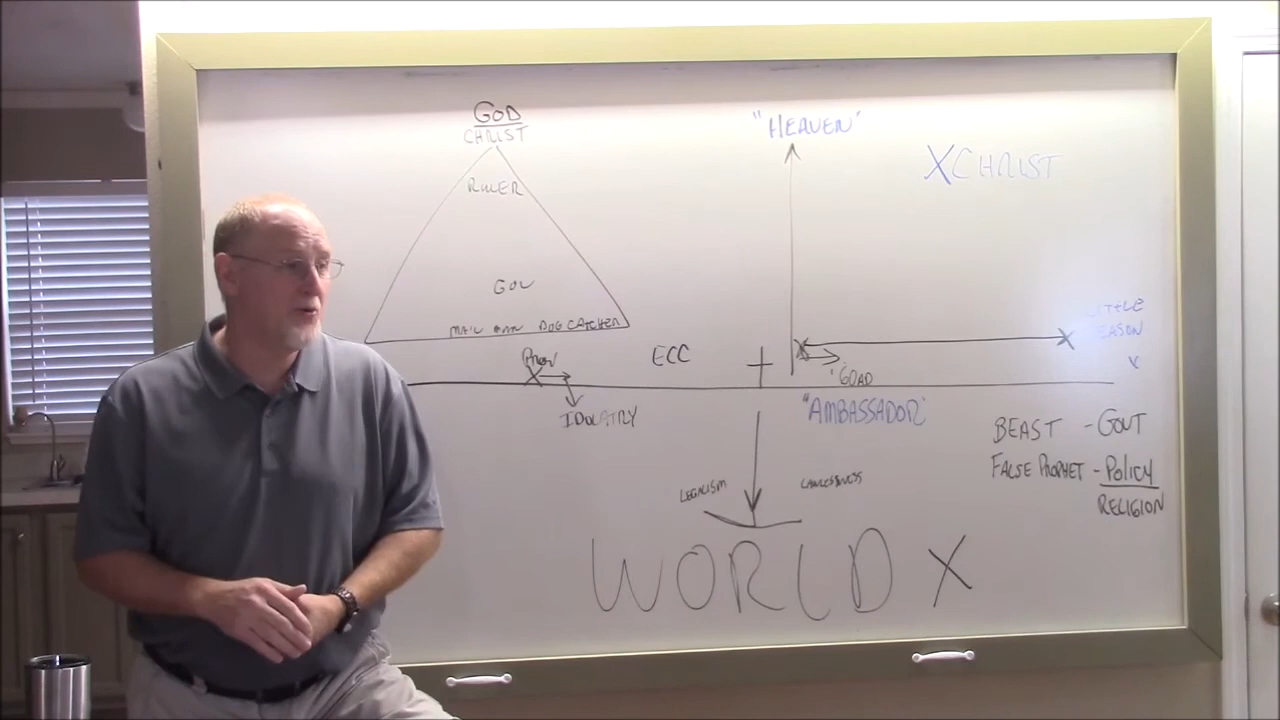 GOD
CHRIST
RULER
GOV
MAIL MAN DOG CATCHER
ECC
IDOLATRY
"HEAVEN"
XCHRIST
X
X
X
"AMBASSADOR"
BEAST - GOVT
FALSE PROPHET - POLICY
RELIGION
LEGALISM
LAWLESSNESS
WORLD X